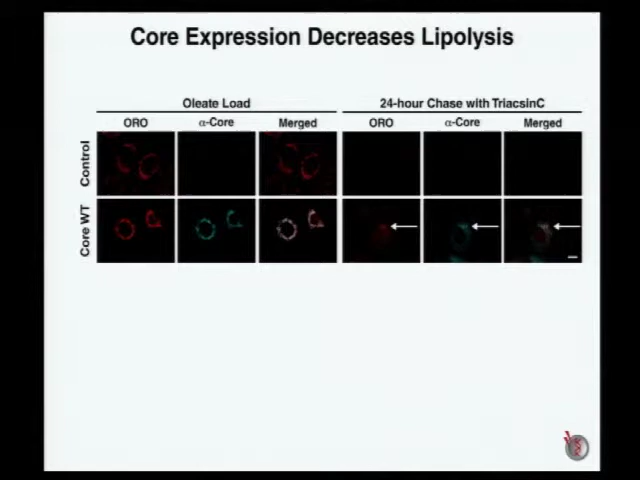 Core Expression Decreases Lipolysis
Oleate Load
24-hour Chase with TriacsinC
ORO
α-Core
Merged
ORO
α-Core
Merged
Control
Core WT